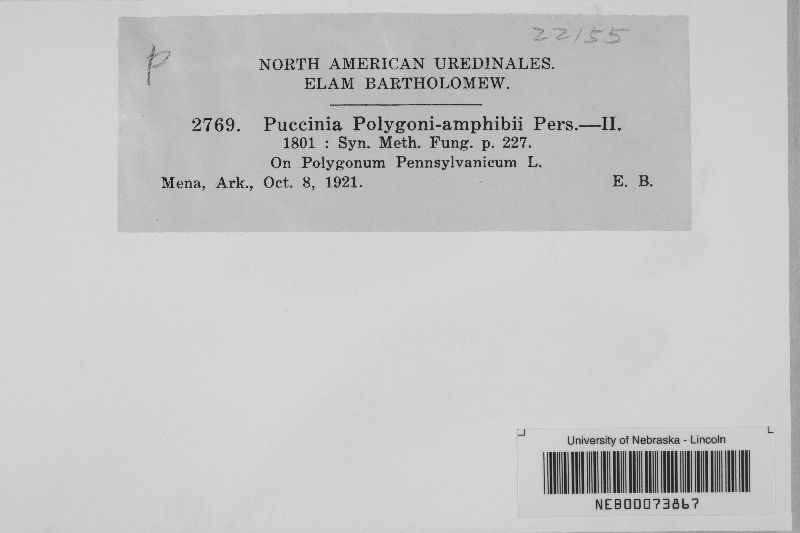 22155
p
NORTH AMERICAN UREDINALES.
ELAM BARTHOLOMEW.
2769. Puccinia Polygoni-amphibii Pers.—II.
1801 : Syn. Meth. Fung. p. 227.
On Polygonum Pennsylvanicum L.
Mena, Ark., Oct. 8, 1921. E. B.
University of Nebraska - Lincoln
NEB00073867